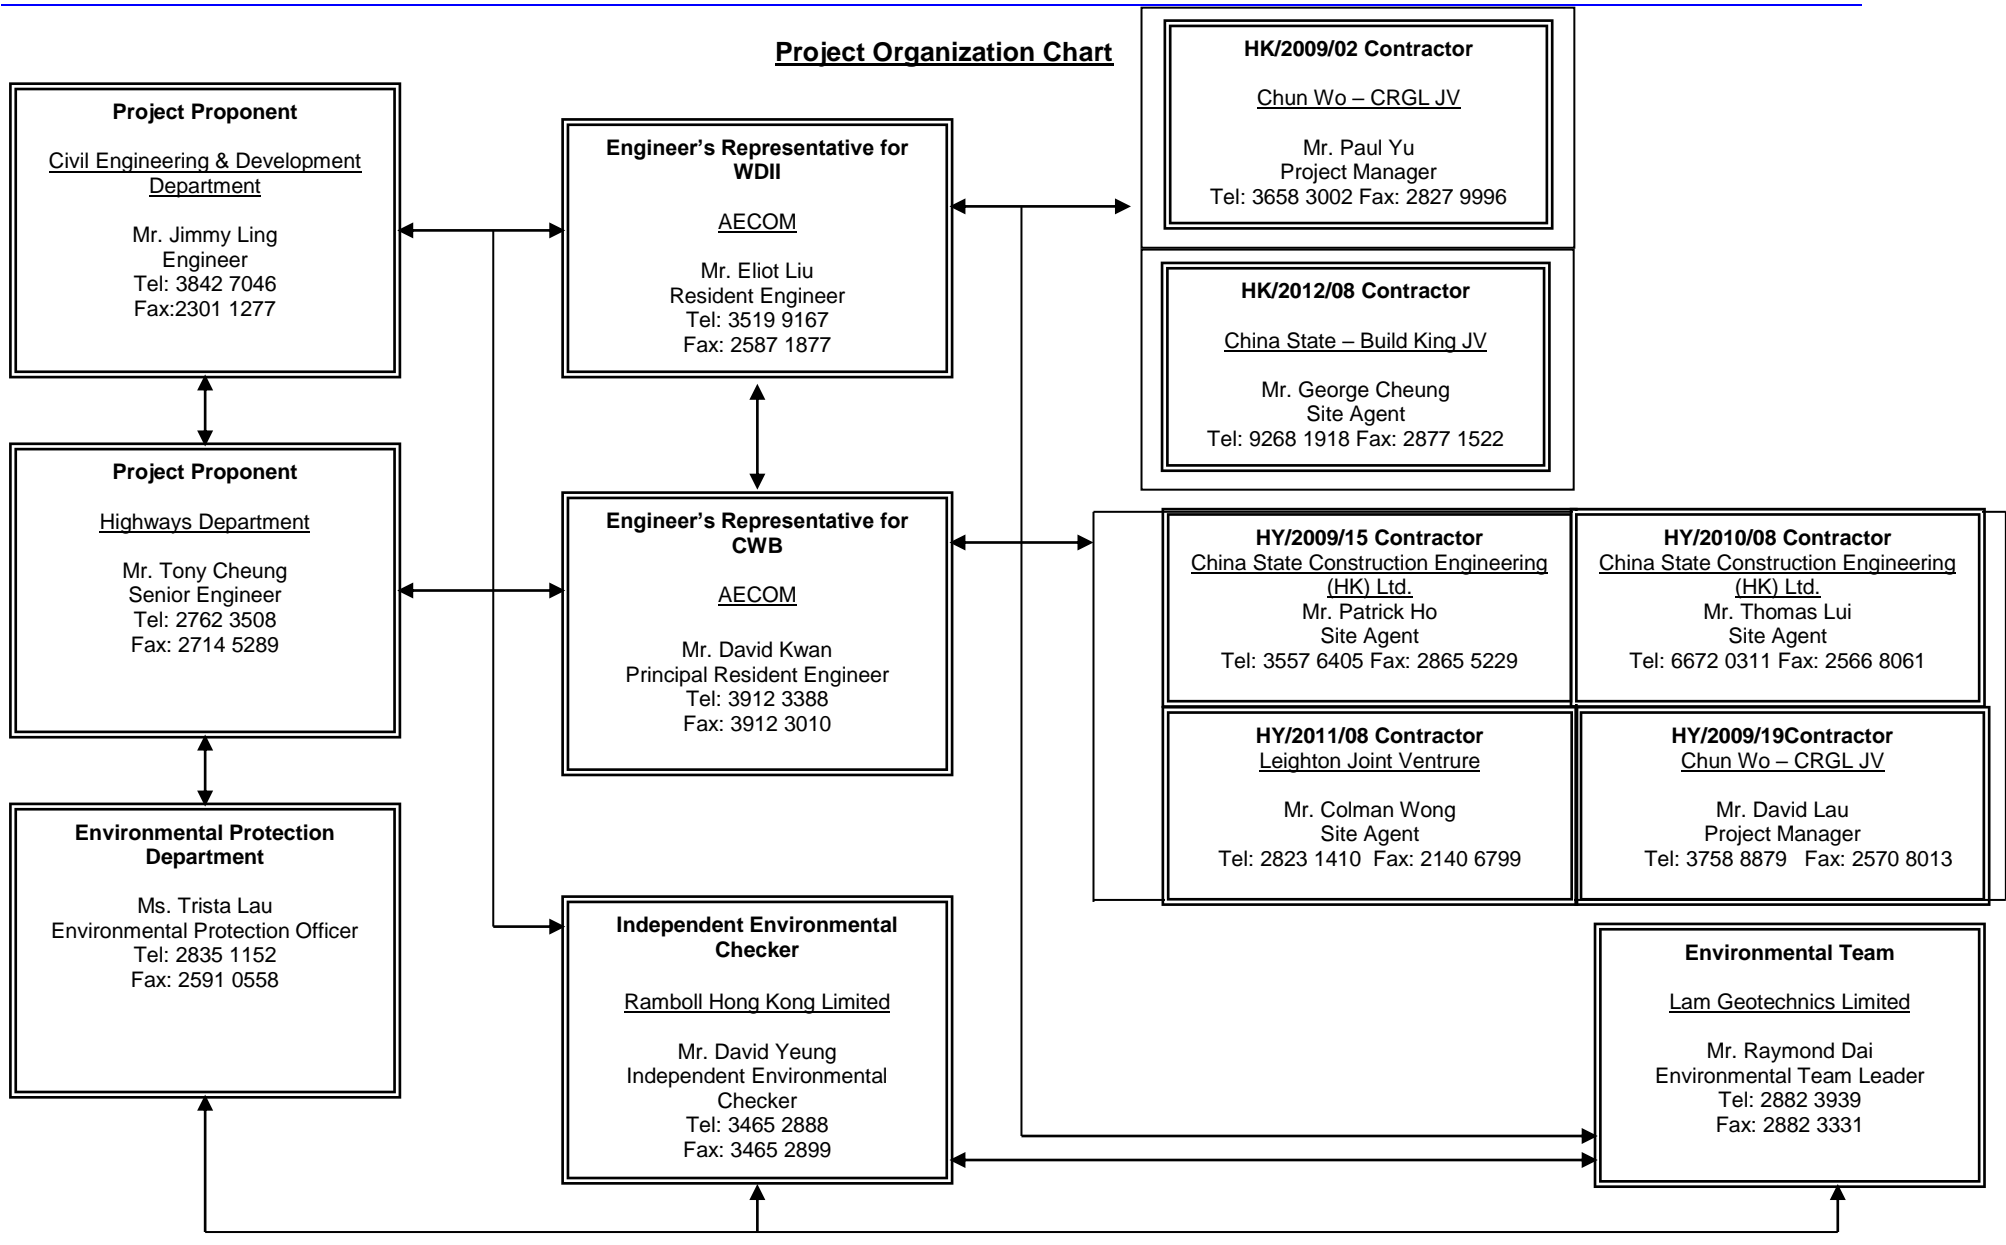 Project Organization Chart
Project Proponent
Civil Engineering & Development
Department
Mr. Jimmy Ling
Engineer
Tel: 3842 7046
Fax:2301 1277
Project Proponent
Highways Department
Mr. Tony Cheung
Senior Engineer
Tel: 2762 3508
Fax: 2714 5289
Environmental Protection
Department
Ms. Trista Lau
Environmental Protection Officer
Tel: 2835 1152
Fax: 2591 0558
Engineer’s Representative for
WDII
AECOM
Mr. Eliot Liu
Resident Engineer
Tel: 3519 9167
Fax: 2587 1877
Engineer’s Representative for
CWB
AECOM
Mr. David Kwan
Principal Resident Engineer
Tel: 3912 3388
Fax: 3912 3010
Independent Environmental
Checker
Ramboll Hong Kong Limited
Mr. David Yeung
Independent Environmental
Checker
Tel: 3465 2888
Fax: 3465 2899
HK/2009/02 Contractor
Chun Wo – CRGL JV
Mr. Paul Yu
Project Manager
Tel: 3658 3002 Fax: 2827 9996
HK/2012/08 Contractor
China State – Build King JV
Mr. George Cheung
Site Agent
Tel: 9268 1918 Fax: 2877 1522
HY/2009/15 Contractor
China State Construction Engineering
(HK) Ltd.
Mr. Patrick Ho
Site Agent
Tel: 3557 6405 Fax: 2865 5229
HY/2010/08 Contractor
China State Construction Engineering
(HK) Ltd.
Mr. Thomas Lui
Site Agent
Tel: 6672 0311 Fax: 2566 8061
HY/2011/08 Contractor
Leighton Joint Ventrure
Mr. Colman Wong
Site Agent
Tel: 2823 1410  Fax: 2140 6799
HY/2009/19Contractor
Chun Wo – CRGL JV
Mr. David Lau
Project Manager
Tel: 3758 8879   Fax: 2570 8013
Environmental Team
Lam Geotechnics Limited
Mr. Raymond Dai
Environmental Team Leader
Tel: 2882 3939
Fax: 2882 3331